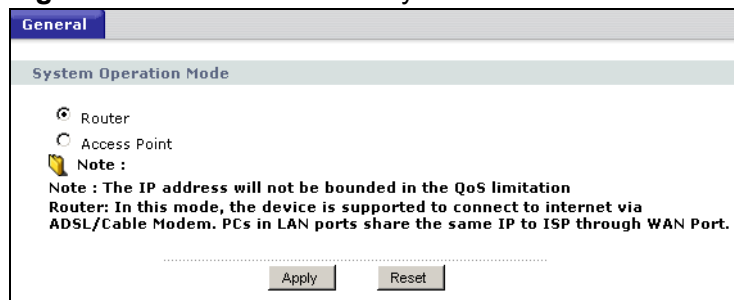 General
System Operation Mode
Router
Access Point
Note :
Note : The IP address will not be bounded in the QoS limitation
Router: In this mode, the device is supported to connect to internet via
ADSL/Cable Modem. PCs in LAN ports share the same IP to ISP through WAN Port.
Apply Reset